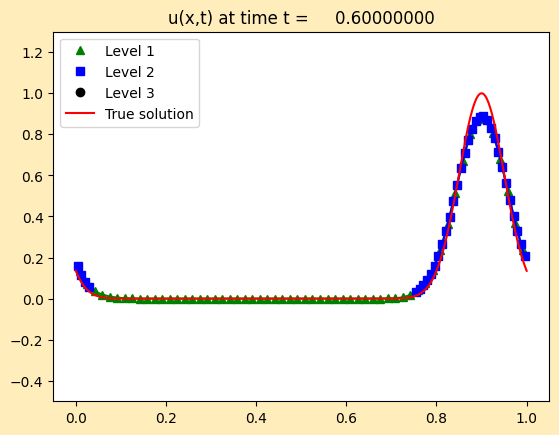 u(x,t) at time t = 0.60000000
Level 1
Level 2
Level 3
True solution
1.2
1.0
0.8
0.6
0.4
0.2
0.0
−0.2
−0.4
0.0 0.2 0.4 0.6 0.8 1.0